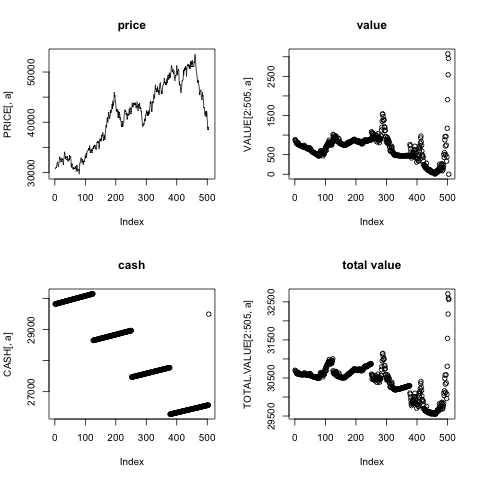 price
PRICE[, a]
30000 40000 50000
0 100 200 300 400 500
Index
value
VALUE[2:505, a]
0 500 1500 2500
0 100 200 300 400 500
Index
cash
CASH[, a]
27000 29000
0 100 200 300 400 500
Index
total value
TOTAL.VALUE[2:505, a]
29500 30500 31500 32500
0 100 200 300 400 500
Index